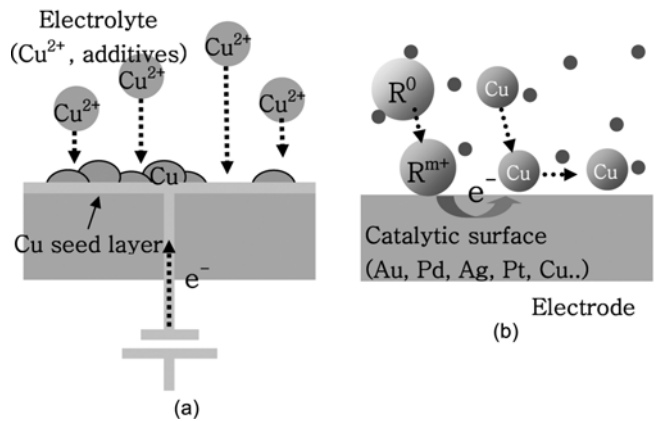 Electrolyte
(Cu²⁺, additives)
Cu²⁺
Cu²⁺
Cu²⁺
Cu²⁺
Cu
Cu seed layer
e⁻
(a)
R⁰
Cu
Rᵐ⁺
e⁻
Cu
Cu
Catalytic surface
(Au, Pd, Ag, Pt, Cu..)
Electrode
(b)